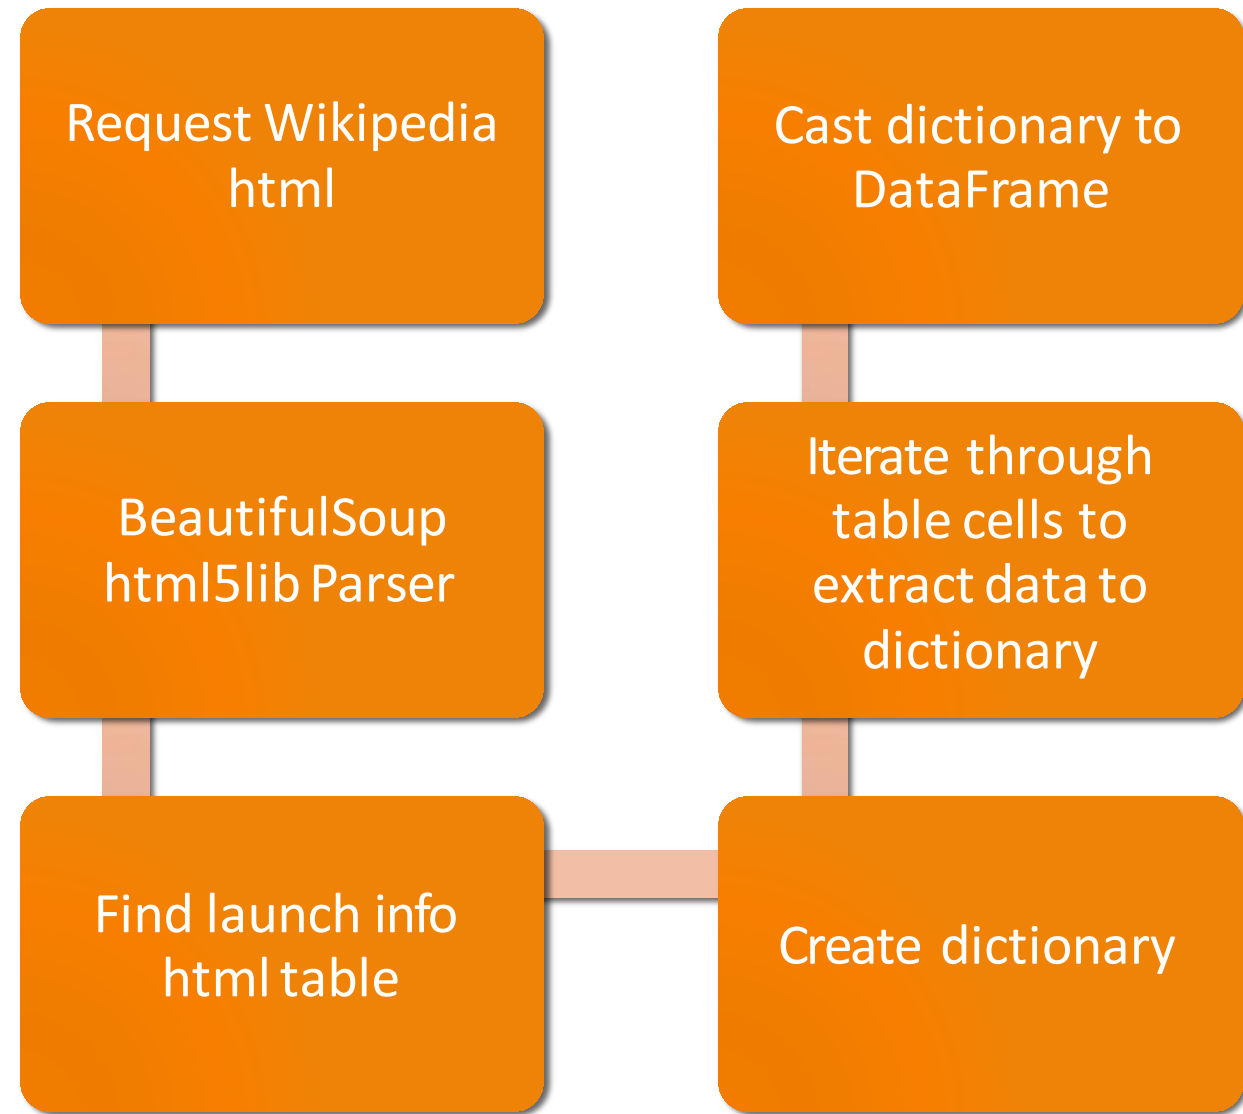 Request Wikipedia
html
BeautifulSoup
html5lib Parser
Find launch info
html table
Create dictionary
Iterate through
table cells to
extract data to
dictionary
Cast dictionary to
DataFrame